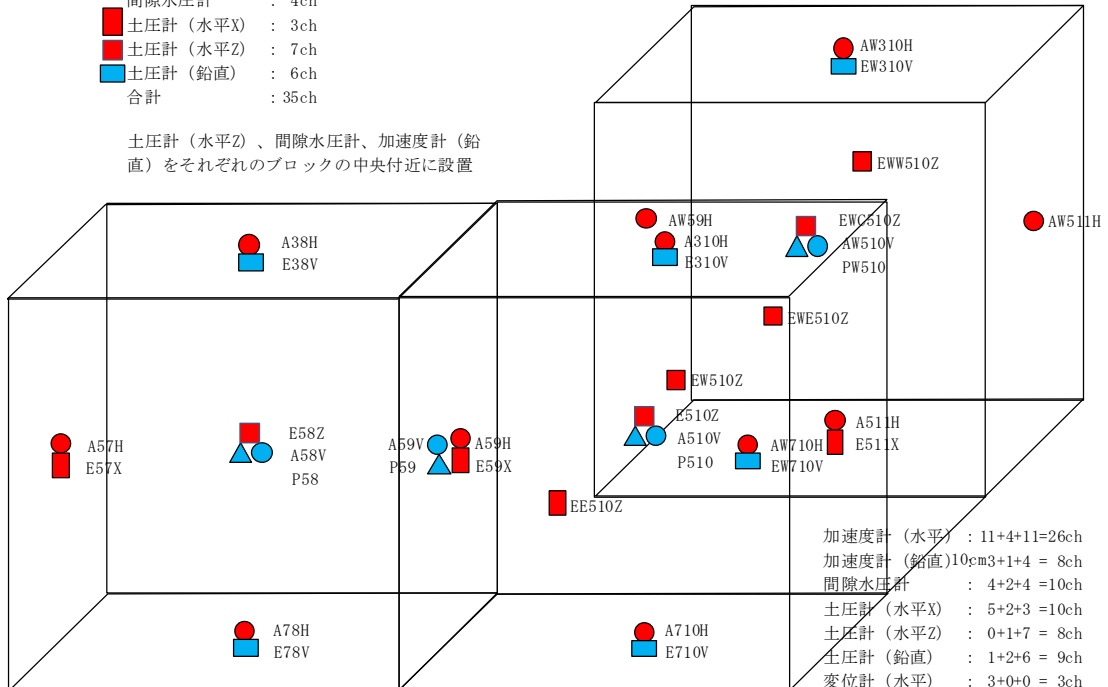 間隙水圧計 : 4ch
土圧計（水平X） : 3ch
土圧計（水平Z） : 7ch
土圧計（鉛直） : 6ch
合計 : 35ch
土圧計（水平Z）、間隙水圧計、加速度計（鉛
直）をそれぞれのブロックの中央付近に設置
AW310H
EW310V
EWW510Z
AW59H
EWC510Z
AW511H
A38H
E38V
A310H
E310V
AW510V
PW510
EWE510Z
EW510Z
A57H
E57X
E58Z
A58V
P58
A59V
P59
A59H
E59X
E510Z
A510V
P510
AW710H
EW710V
A511H
E511X
EE510Z
A78H
E78V
A710H
E710V
加速度計（水平） : 11+4+11=26ch
加速度計（鉛直）10cm3+1+4 = 8ch
間隙水圧計 : 4+2+4 =10ch
土圧計（水平X） : 5+2+3 =10ch
土圧計（水平Z） : 0+1+7 = 8ch
土圧計（鉛直） : 1+2+6 = 9ch
変位計（水平） : 3+0+0 = 3ch